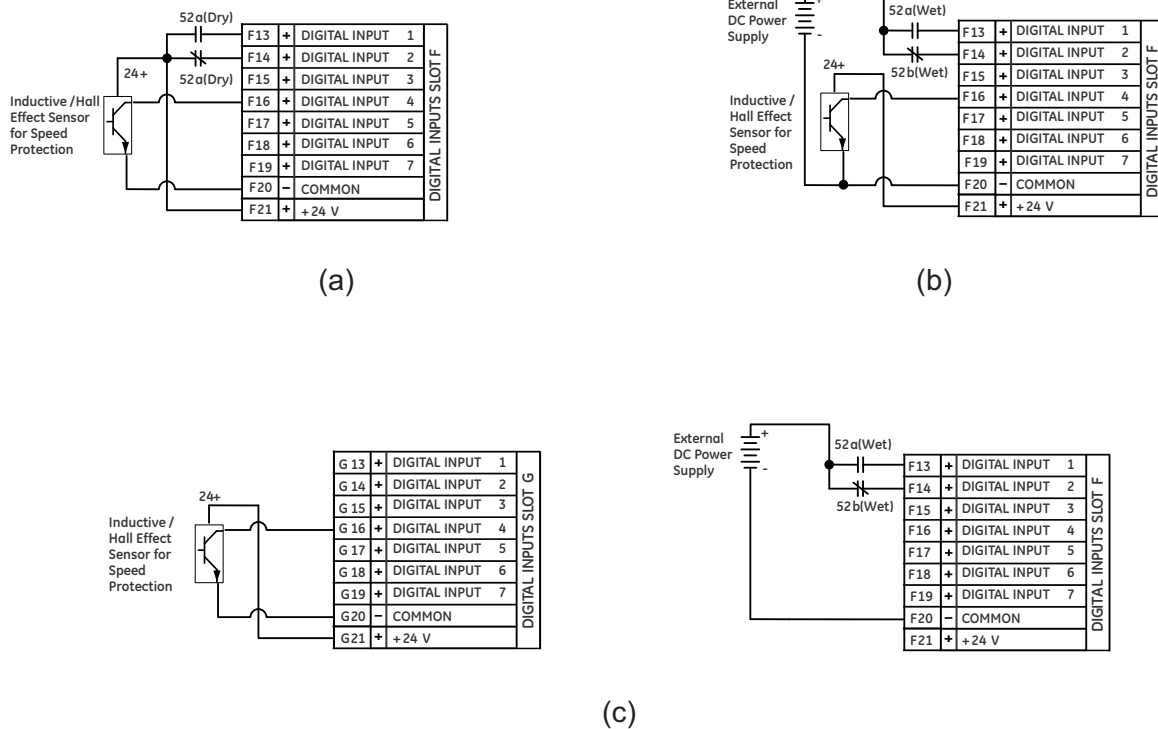 52a(Dry)
F13 + DIGITAL INPUT 1
F14 + DIGITAL INPUT 2
24+
52a(Dry)
F15 + DIGITAL INPUT 3
Inductive /Hall
Effect Sensor
for Speed
Protection
F16 + DIGITAL INPUT 4
F17 + DIGITAL INPUT 5
F18 + DIGITAL INPUT 6
F19 + DIGITAL INPUT 7
F20 – COMMON
F21 + +24 V
DIGITAL INPUTS SLOT F
(a)
External
DC Power
Supply
+
-
52a(Wet)
F13 + DIGITAL INPUT 1
F14 + DIGITAL INPUT 2
52b(Wet)
24+
F15 + DIGITAL INPUT 3
Inductive /
Hall Effect
Sensor for
Speed
Protection
F16 + DIGITAL INPUT 4
F17 + DIGITAL INPUT 5
F18 + DIGITAL INPUT 6
F19 + DIGITAL INPUT 7
F20 – COMMON
F21 + +24 V
DIGITAL INPUTS SLOT F
(b)
G 13 + DIGITAL INPUT 1
G 14 + DIGITAL INPUT 2
24+
G 15 + DIGITAL INPUT 3
Inductive /
Hall Effect
Sensor for
Speed
Protection
G 16 + DIGITAL INPUT 4
G 17 + DIGITAL INPUT 5
G 18 + DIGITAL INPUT 6
G19 + DIGITAL INPUT 7
G20 – COMMON
G21 + +24 V
DIGITAL INPUTS SLOT G
External
DC Power
Supply
+
-
52a(Wet)
F13 + DIGITAL INPUT 1
F14 + DIGITAL INPUT 2
52b(Wet)
F15 + DIGITAL INPUT 3
F16 + DIGITAL INPUT 4
F17 + DIGITAL INPUT 5
F18 + DIGITAL INPUT 6
F19 + DIGITAL INPUT 7
F20 – COMMON
F21 + +24 V
DIGITAL INPUTS SLOT F
(c)